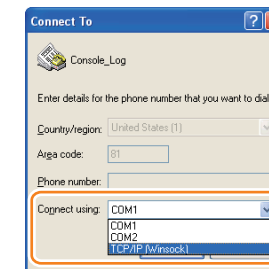 Connect To
Console_Log
Enter details for the phone number that you want to dial
Country/region: United States (1)
Area code: 81
Phone number:
Connect using: COM1
COM1
COM2
TCP/IP (Winsock)